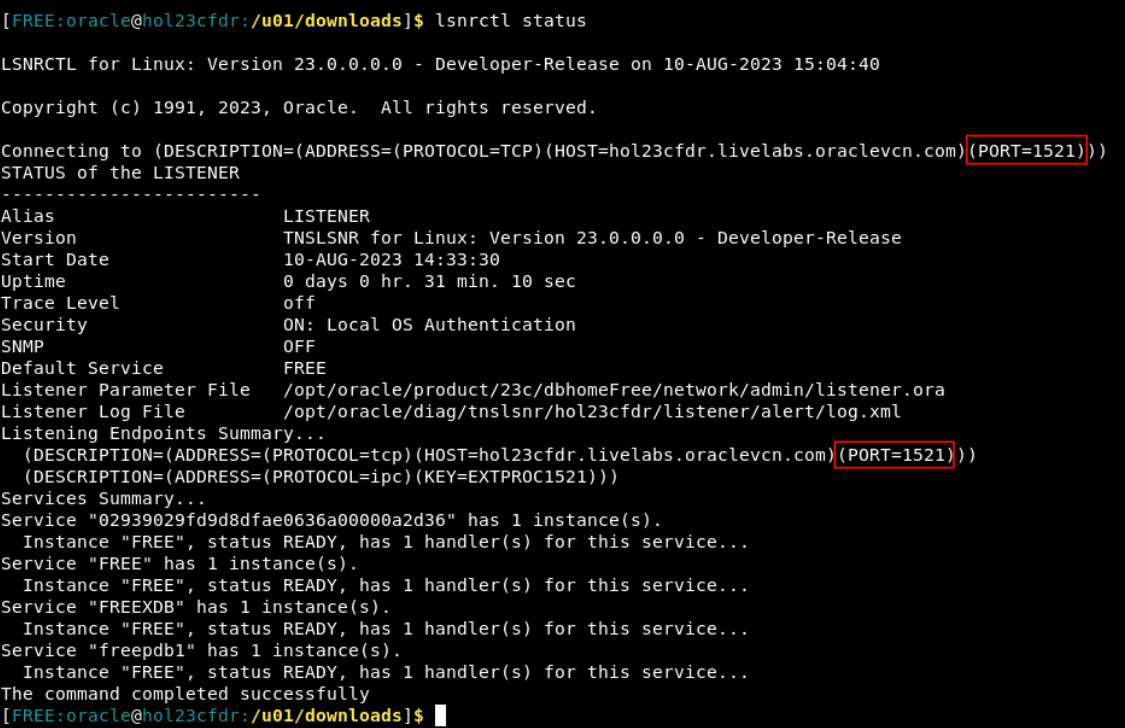 [FREE:oracle@hol23cfdr:/u01/downloads]$ lsnrctl status
LSNRCTL for Linux: Version 23.0.0.0.0 - Developer-Release on 10-AUG-2023 15:04:40
Copyright (c) 1991, 2023, Oracle.  All rights reserved.
Connecting to (DESCRIPTION=(ADDRESS=(PROTOCOL=TCP)(HOST=hol23cfdr.livelabs.oraclevcn.com)(PORT=1521)))
STATUS of the LISTENER
------------------------
Alias                     LISTENER
Version                   TNSLSNR for Linux: Version 23.0.0.0.0 - Developer-Release
Start Date                10-AUG-2023 14:33:30
Uptime                    0 days 0 hr. 31 min. 10 sec
Trace Level               off
Security                  ON: Local OS Authentication
SNMP                      OFF
Default Service           FREE
Listener Parameter File   /opt/oracle/product/23c/dbhomeFree/network/admin/listener.ora
Listener Log File         /opt/oracle/diag/tnslsnr/hol23cfdr/listener/alert/log.xml
Listening Endpoints Summary...
  (DESCRIPTION=(ADDRESS=(PROTOCOL=tcp)(HOST=hol23cfdr.livelabs.oraclevcn.com)(PORT=1521)))
  (DESCRIPTION=(ADDRESS=(PROTOCOL=ipc)(KEY=EXTPROC1521)))
Services Summary...
Service "02939029fd9d8dfae0636a00000a2d36" has 1 instance(s).
  Instance "FREE", status READY, has 1 handler(s) for this service...
Service "FREE" has 1 instance(s).
  Instance "FREE", status READY, has 1 handler(s) for this service...
Service "FREEXDB" has 1 instance(s).
  Instance "FREE", status READY, has 1 handler(s) for this service...
Service "freepdb1" has 1 instance(s).
  Instance "FREE", status READY, has 1 handler(s) for this service...
The command completed successfully
[FREE:oracle@hol23cfdr:/u01/downloads]$